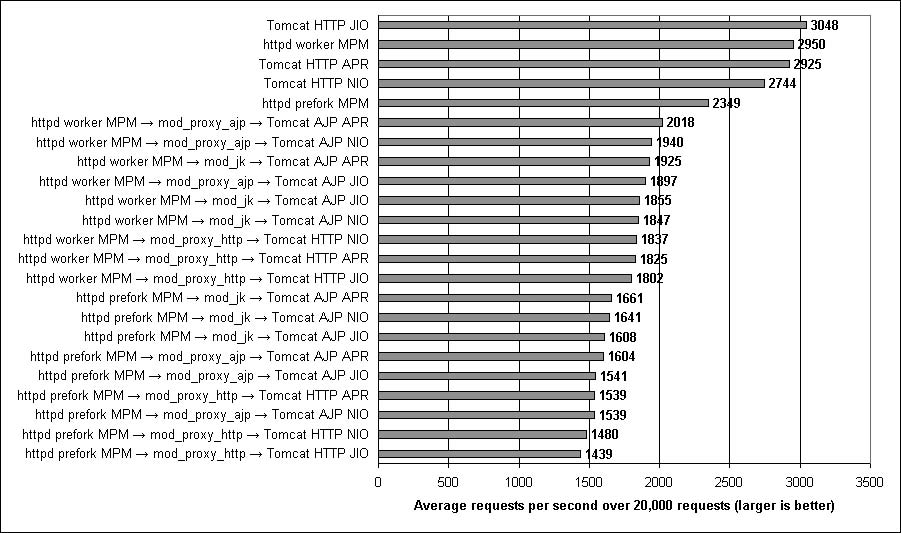 Tomcat HTTP JIO 3048
httpd worker MPM 2950
Tomcat HTTP APR 2925
Tomcat HTTP NIO 2744
httpd prefork MPM 2349
httpd worker MPM → mod_proxy_ajp → Tomcat AJP APR 2018
httpd worker MPM → mod_proxy_ajp → Tomcat AJP NIO 1940
httpd worker MPM → mod_jk → Tomcat AJP APR 1925
httpd worker MPM → mod_proxy_ajp → Tomcat AJP JIO 1897
httpd worker MPM → mod_jk → Tomcat AJP JIO 1855
httpd worker MPM → mod_jk → Tomcat AJP NIO 1847
httpd worker MPM → mod_proxy_http → Tomcat HTTP NIO 1837
httpd worker MPM → mod_proxy_http → Tomcat HTTP APR 1825
httpd worker MPM → mod_proxy_http → Tomcat HTTP JIO 1802
httpd prefork MPM → mod_jk → Tomcat AJP APR 1661
httpd prefork MPM → mod_jk → Tomcat AJP NIO 1641
httpd prefork MPM → mod_jk → Tomcat AJP JIO 1608
httpd prefork MPM → mod_proxy_ajp → Tomcat AJP APR 1604
httpd prefork MPM → mod_proxy_ajp → Tomcat AJP JIO 1541
httpd prefork MPM → mod_proxy_http → Tomcat HTTP APR 1539
httpd prefork MPM → mod_proxy_ajp → Tomcat AJP NIO 1539
httpd prefork MPM → mod_proxy_http → Tomcat HTTP NIO 1480
httpd prefork MPM → mod_proxy_http → Tomcat HTTP JIO 1439
0 500 1000 1500 2000 2500 3000 3500
Average requests per second over 20,000 requests (larger is better)